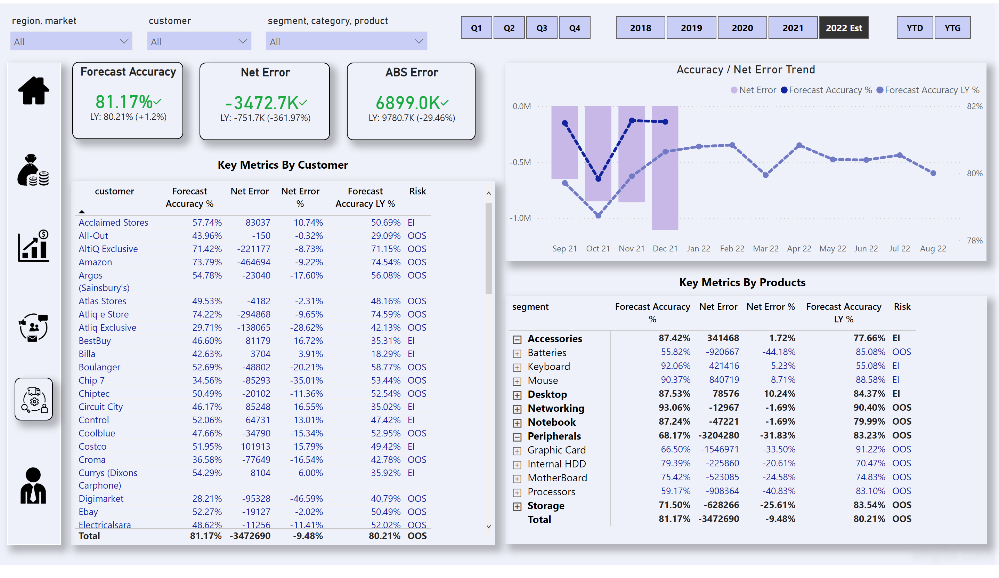 region, market
customer
segment, category, product
All
All
All
Q1 Q2 Q3 Q4
2018 2019 2020 2021 2022 Est
YTD YTG
Forecast Accuracy
81.17%
LY: 80.21% (+1.2%)
Net Error
-3472.7K
LY: -751.7K (-361.97%)
ABS Error
6899.0K
LY: 9780.7K (-29.46%)
Accuracy / Net Error Trend
Net Error Forecast Accuracy % Forecast Accuracy LY %
0.0M
-0.5M
-1.0M
82%
80%
78%
Sep 21 Oct 21 Nov 21 Dec 21 Jan 22 Feb 22 Mar 22 Apr 22 May 22 Jun 22 Jul 22 Aug 22
Key Metrics By Customer
customer Forecast Accuracy % Net Error Net Error % Forecast Accuracy LY % Risk
Acclaimed Stores 57.74% 83037 10.74% 50.69% EI
All-Out 43.96% -150 -0.32% 29.09% OOS
AltiQ Exclusive 71.42% -221177 -8.73% 71.15% OOS
Amazon 73.79% -464694 -9.22% 74.54% OOS
Argos (Sainsbury's) 54.78% -23040 -17.60% 56.08% OOS
Atlas Stores 49.53% -4182 -2.31% 48.16% OOS
Atliq e Store 74.22% -294868 -9.65% 74.59% OOS
Atliq Exclusive 29.71% -138065 -28.62% 42.13% OOS
BestBuy 46.60% 81179 16.72% 35.31% EI
Billa 42.63% 3704 3.91% 18.29% EI
Boulanger 52.69% -48802 -20.21% 58.77% OOS
Chip 7 34.56% -85293 -35.01% 53.44% OOS
Chiptec 50.49% -20102 -11.36% 52.54% OOS
Circuit City 46.17% 85248 16.55% 35.02% EI
Control 52.06% 64731 13.01% 47.42% EI
Coolblue 47.66% -34790 -15.34% 52.95% OOS
Costco 51.95% 101913 15.79% 49.42% EI
Croma 36.58% -77649 -16.54% 42.78% OOS
Currys (Dixons Carphone) 54.29% 8104 6.00% 35.92% EI
Digimarket 28.21% -95328 -46.59% 40.79% OOS
Ebay 52.27% -19127 -2.02% 50.49% OOS
Electricalsara 48.62% -11256 -11.41% 52.02% OOS
Total 81.17% -3472690 -9.48% 80.21% OOS
Key Metrics By Products
segment Forecast Accuracy % Net Error Net Error % Forecast Accuracy LY % Risk
Accessories 87.42% 341468 1.72% 77.66% EI
Batteries 55.82% -920667 -44.18% 85.08% OOS
Keyboard 92.06% 421416 5.23% 55.08% EI
Mouse 90.37% 840719 8.71% 88.58% EI
Desktop 87.53% 78576 10.24% 84.37% EI
Networking 93.06% -12967 -1.69% 90.40% OOS
Notebook 87.24% -47221 -1.69% 79.99% OOS
Peripherals 68.17% -3204280 -31.83% 83.23% OOS
Graphic Card 66.50% -1546971 -33.50% 91.22% OOS
Internal HDD 79.39% -225860 -20.61% 70.47% OOS
MotherBoard 75.42% -523085 -24.58% 74.83% OOS
Processors 59.17% -908364 -40.83% 83.10% OOS
Storage 71.50% -628266 -25.61% 83.54% OOS
Total 81.17% -3472690 -9.48% 80.21% OOS